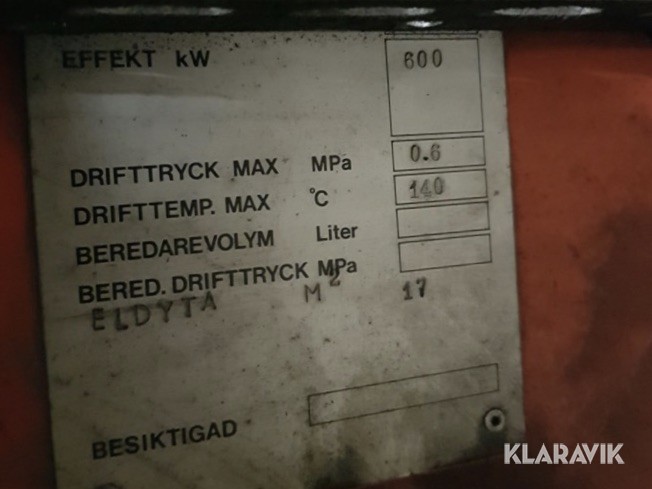 EFFEKT kW 600
DRIFTTRYCK MAX MPa 0.6
DRIFTTEMP. MAX °C 140
BEREDAREVOLYM Liter
BERED. DRIFTTRYCK MPa
ELDYTA M² 17
BESIKTIGAD
KLARAVIK